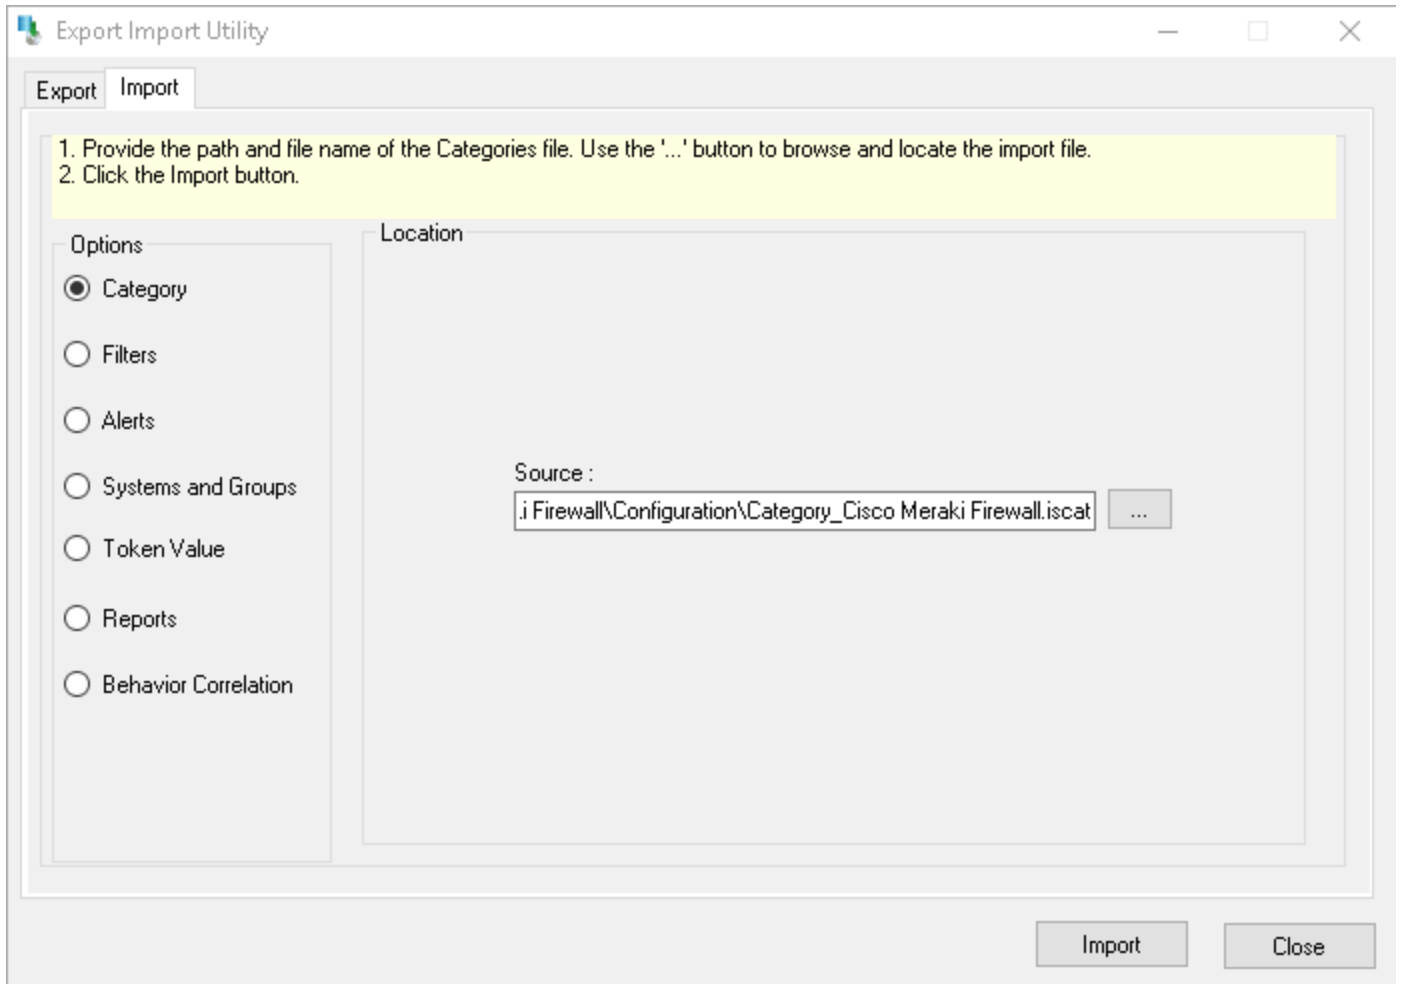 Export Import Utility
Export
Import
1. Provide the path and file name of the Categories file. Use the '...' button to browse and locate the import file.
2. Click the Import button.
Options
Category
Filters
Alerts
Systems and Groups
Token Value
Reports
Behavior Correlation
Location
Source :
.i Firewall\Configuration\Category_Cisco Meraki Firewall.iscat
...
Import
Close